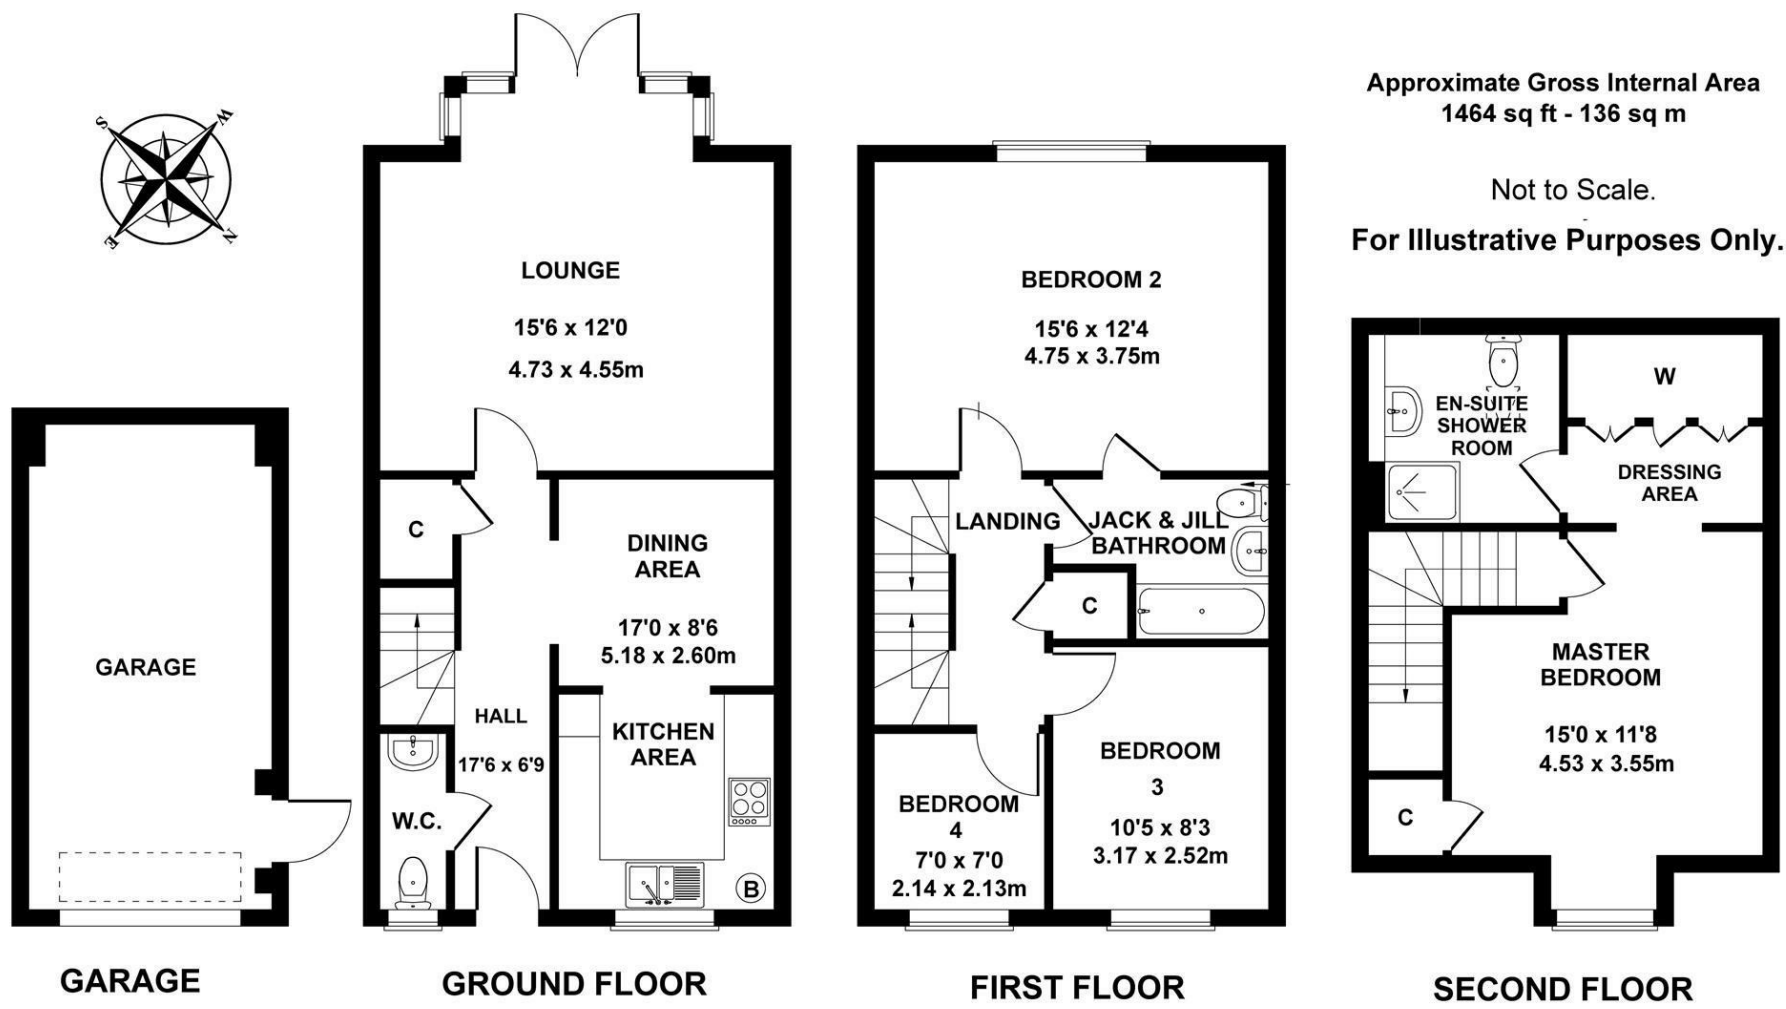 S
W
E
N
Approximate Gross Internal Area
1464 sq ft - 136 sq m
Not to Scale.
For Illustrative Purposes Only.
GARAGE
GARAGE
LOUNGE
15'6 x 12'0
4.73 x 4.55m
C
DINING
AREA
17'0 x 8'6
5.18 x 2.60m
HALL
17'6 x 6'9
KITCHEN
AREA
W.C.
B
GROUND FLOOR
BEDROOM 2
15'6 x 12'4
4.75 x 3.75m
LANDING
JACK & JILL
BATHROOM
C
BEDROOM
3
10'5 x 8'3
3.17 x 2.52m
BEDROOM
4
7'0 x 7'0
2.14 x 2.13m
FIRST FLOOR
EN-SUITE
SHOWER
ROOM
W
DRESSING
AREA
MASTER
BEDROOM
15'0 x 11'8
4.53 x 3.55m
C
SECOND FLOOR